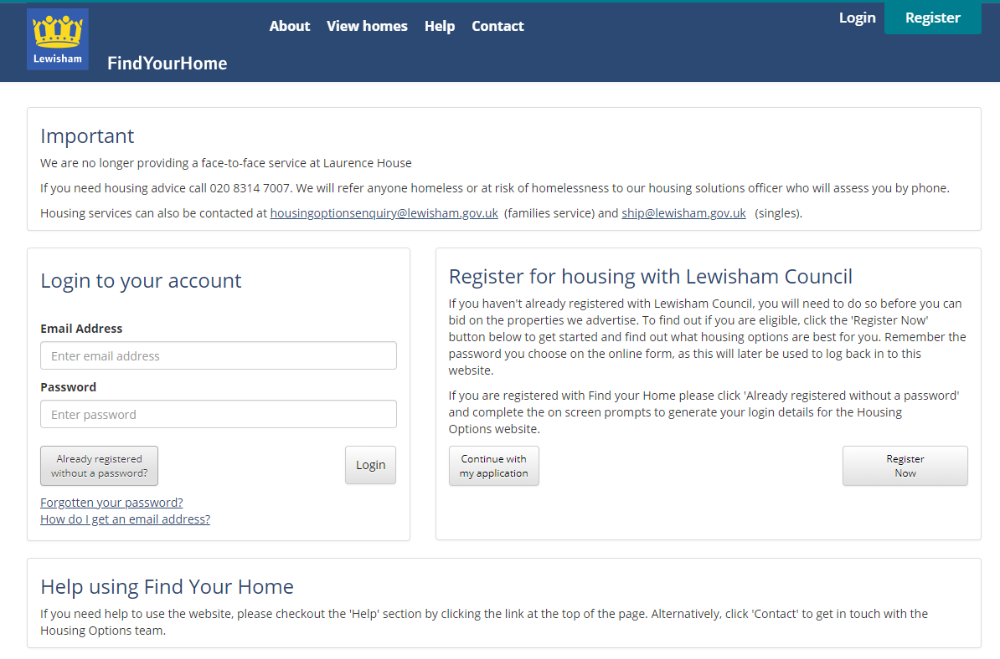 Lewisham
FindYourHome
About View homes Help Contact
Login Register
Important
We are no longer providing a face-to-face service at Laurence House
If you need housing advice call 020 8314 7007. We will refer anyone homeless or at risk of homelessness to our housing solutions officer who will assess you by phone.
Housing services can also be contacted at housingoptionsenquiry@lewisham.gov.uk (families service) and ship@lewisham.gov.uk (singles).
Login to your account
Email Address
Enter email address
Password
Enter password
Already registered
without a password?
Login
Forgotten your password?
How do I get an email address?
Register for housing with Lewisham Council
If you haven't already registered with Lewisham Council, you will need to do so before you can
bid on the properties we advertise. To find out if you are eligible, click the 'Register Now'
button below to get started and find out what housing options are best for you. Remember the
password you choose on the online form, as this will later be used to log back in to this
website.
If you are registered with Find your Home please click 'Already registered without a password'
and complete the on screen prompts to generate your login details for the Housing
Options website.
Continue with
my application
Register
Now
Help using Find Your Home
If you need help to use the website, please checkout the 'Help' section by clicking the link at the top of the page. Alternatively, click 'Contact' to get in touch with the
Housing Options team.